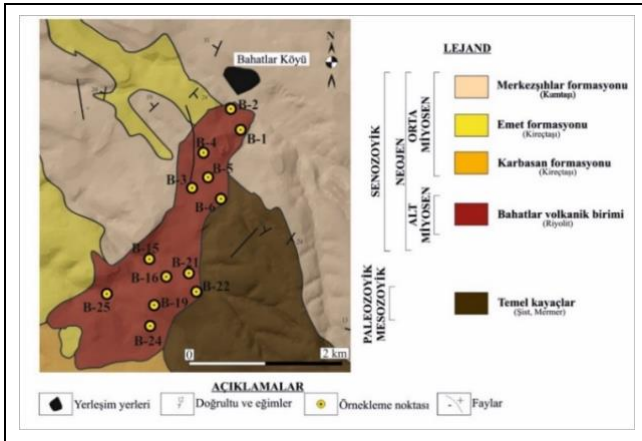 Bahatlar Köyü
N
B-2
B-1
B-4
B-5
B-3
B-6
B-15
B-21
B-16
B-22
B-25
B-19
B-24
0
2 km
LEJAND
SENOZOYİK
NEOJEN
ORTA
MİYOSEN
ALT
MİYOSEN
PALEOZOYİK
MESOZOYİK
Merkezşıhlar formasyonu
(Kumtaşı)
Emet formasyonu
(Kireçtaşı)
Karbasan formasyonu
(Kireçtaşı)
Bahatlar volkanik birimi
(Riyolit)
Temel kayaçlar
(Şist, Mermer)
AÇIKLAMALAR
Yerleşim yerleri
Doğrultu ve eğimler
Örnekleme noktası
Faylar